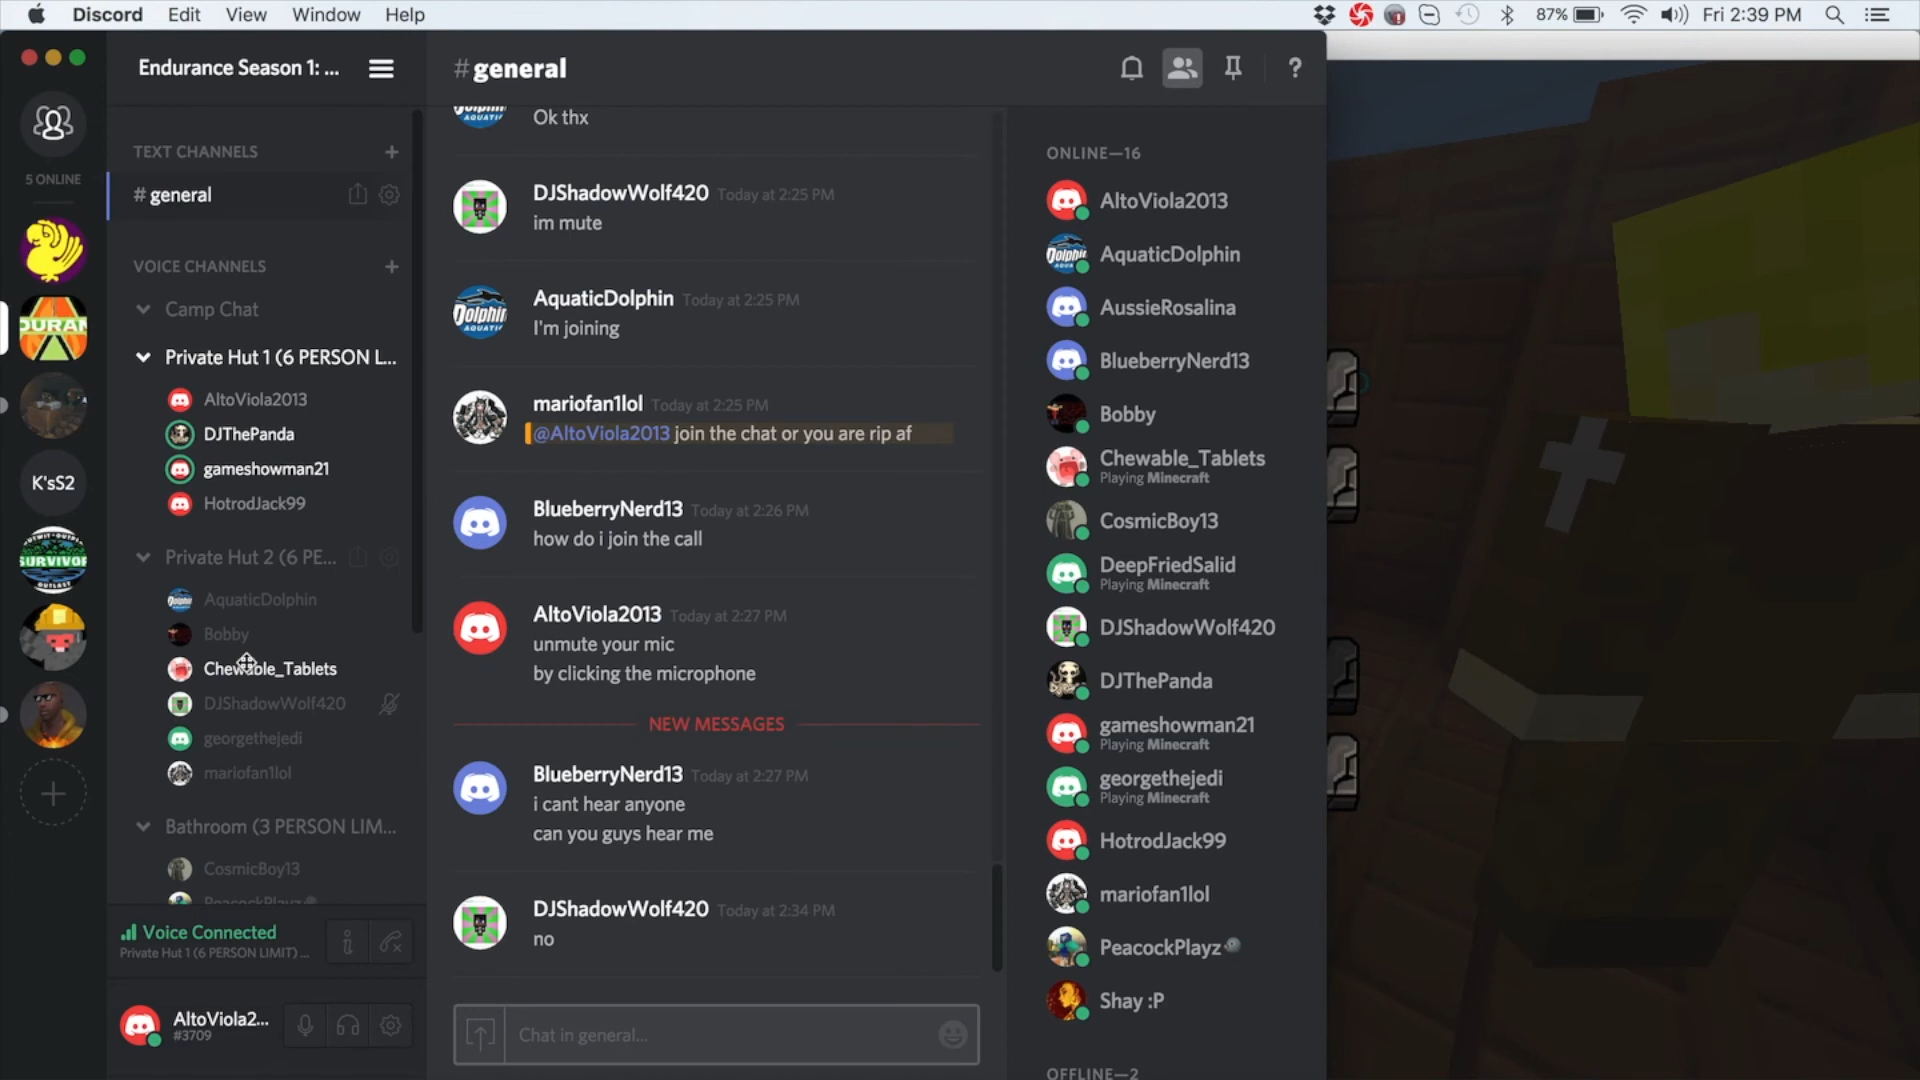 Discord Edit View Window Help
87% Fri 2:39 PM
Endurance Season 1: ...
#general
5 ONLINE
TEXT CHANNELS
# general
VOICE CHANNELS
Camp Chat
Private Hut 1 (6 PERSON L...
AltoViola2013
DJThePanda
gameshowman21
HotrodJack99
Private Hut 2 (6 PE...
AquaticDolphin
Bobby
Chewable_Tablets
DJShadowWolf420
georgethejedi
mariofan1lol
Bathroom (3 PERSON LIM...
CosmicBoy13
PeacockPlayz
Voice Connected
Private Hut 1 (6 PERSON LIMIT) ...
AltoViola2...
#3709
K'sS2
DURAN
SURVIVOR
Ok thx
DJShadowWolf420 Today at 2:25 PM
im mute
AquaticDolphin Today at 2:25 PM
I'm joining
mariofan1lol Today at 2:25 PM
@AltoViola2013 join the chat or you are rip af
BlueberryNerd13 Today at 2:26 PM
how do i join the call
AltoViola2013 Today at 2:27 PM
unmute your mic
by clicking the microphone
NEW MESSAGES
BlueberryNerd13 Today at 2:27 PM
i cant hear anyone
can you guys hear me
DJShadowWolf420 Today at 2:34 PM
no
Chat in general...
ONLINE—16
AltoViola2013
AquaticDolphin
AussieRosalina
BlueberryNerd13
Bobby
Chewable_Tablets
Playing Minecraft
CosmicBoy13
DeepFriedSalid
Playing Minecraft
DJShadowWolf420
DJThePanda
gameshowman21
Playing Minecraft
georgethejedi
Playing Minecraft
HotrodJack99
mariofan1lol
PeacockPlayz
Shay :P
OFFLINE—2